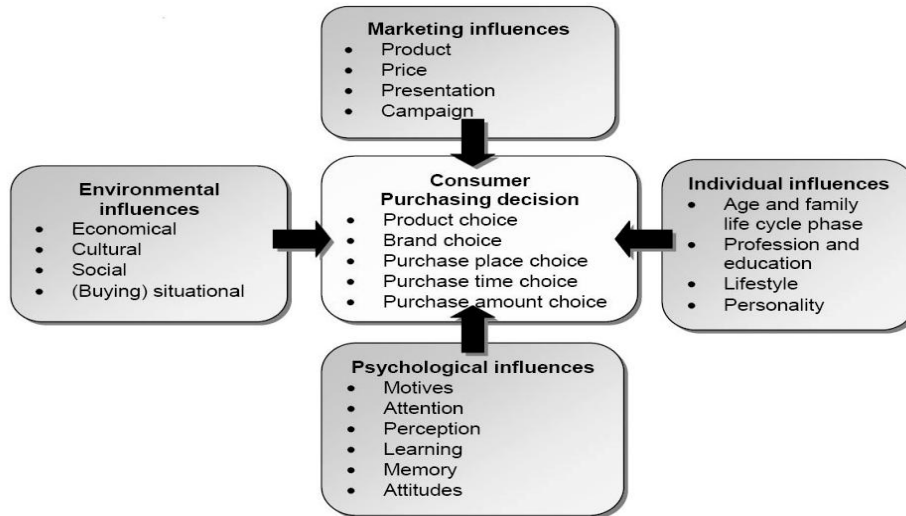 Marketing influences
• Product
• Price
• Presentation
• Campaign
Environmental
influences
• Economical
• Cultural
• Social
• (Buying) situational
Consumer
Purchasing decision
• Product choice
• Brand choice
• Purchase place choice
• Purchase time choice
• Purchase amount choice
Individual influences
• Age and family
life cycle phase
• Profession and
education
• Lifestyle
• Personality
Psychological influences
• Motives
• Attention
• Perception
• Learning
• Memory
• Attitudes